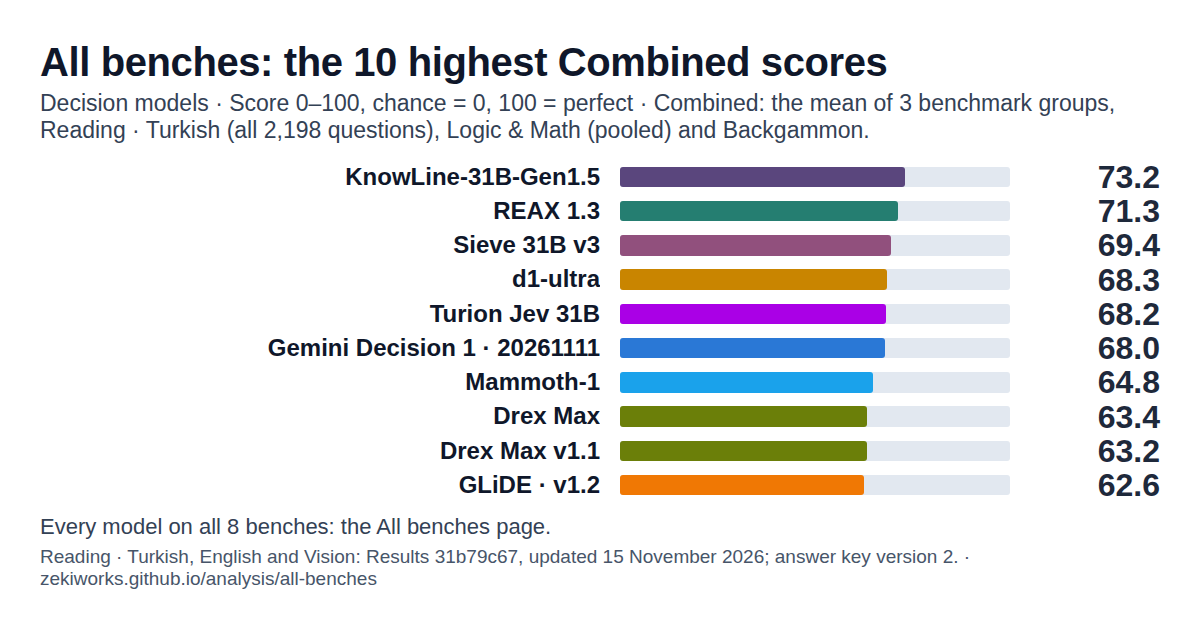 All benches: the 10 highest Combined scores
Decision models · Score 0–100, chance = 0, 100 = perfect · Combined: the mean of 3 benchmark groups,
Reading · Turkish (all 2,198 questions), Logic & Math (pooled) and Backgammon.
KnowLine-31B-Gen1.5 73.2
REAX 1.3 71.3
Sieve 31B v3 69.4
d1-ultra 68.3
Turion Jev 31B 68.2
Gemini Decision 1 · 20261111 68.0
Mammoth-1 64.8
Drex Max 63.4
Drex Max v1.1 63.2
GLiDE · v1.2 62.6
Every model on all 8 benches: the All benches page.
Reading · Turkish, English and Vision: Results 31b79c67, updated 15 November 2026; answer key version 2. ·
zekiworks.github.io/analysis/all-benches